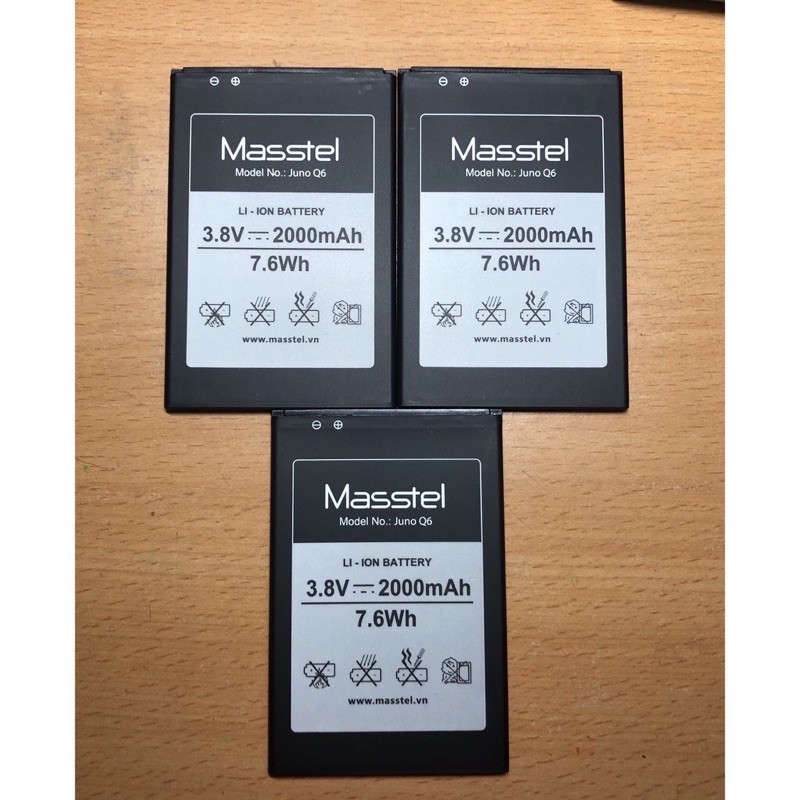 ⊖ ⊕
Masstel
Model No.: Juno Q6
LI - ION BATTERY
3.8V ⎓ 2000mAh
7.6Wh
www.masstel.vn
⊖ ⊕
Masstel
Model No.: Juno Q6
LI - ION BATTERY
3.8V ⎓ 2000mAh
7.6Wh
www.masstel.vn
⊖ ⊕
Masstel
Model No.: Juno Q6
LI - ION BATTERY
3.8V ⎓ 2000mAh
7.6Wh
www.masstel.vn